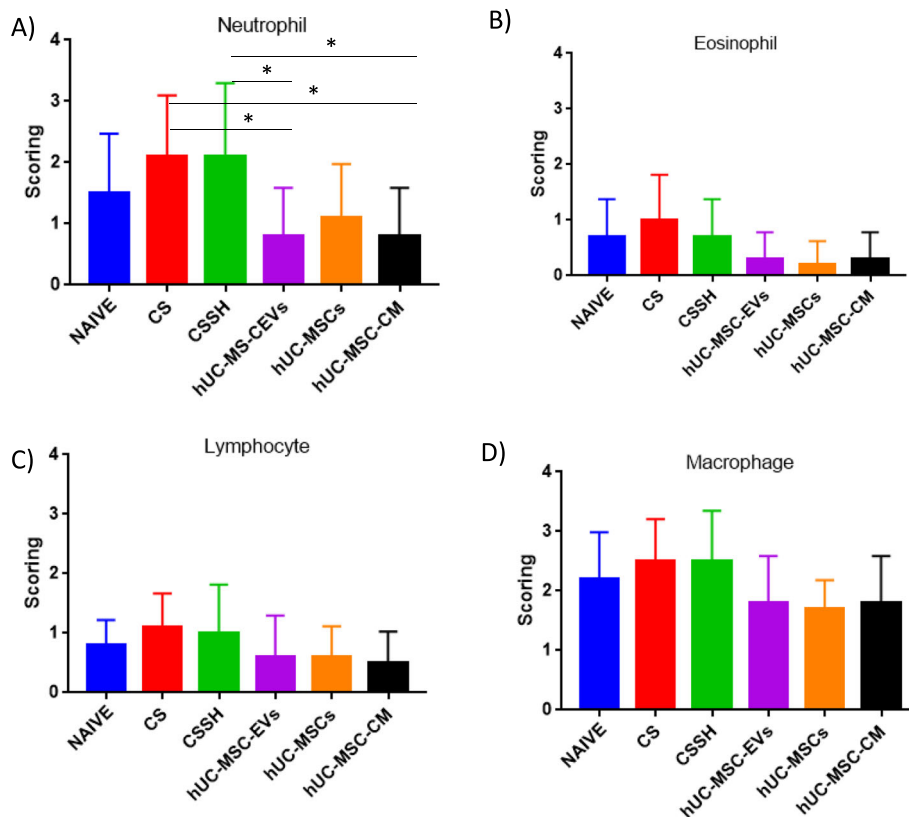 A)
Neutrophil
*
*
*
*
Scoring
4
3
2
1
0
NAIVE
CS
CSSH
hUC-MS-CEVs
hUC-MSCs
hUC-MSC-CM
B)
Eosinophil
Scoring
4
3
2
1
0
NAIVE
CS
CSSH
hUC-MSC-EVs
hUC-MSCs
hUC-MSC-CM
C)
Lymphocyte
Scoring
4
3
2
1
0
NAIVE
CS
CSSH
hUC-MSC-EVs
hUC-MSCs
hUC-MSC-CM
D)
Macrophage
Scoring
4
3
2
1
0
NAIVE
CS
CSSH
hUC-MSC-EVs
hUC-MSCs
hUC-MSC-CM